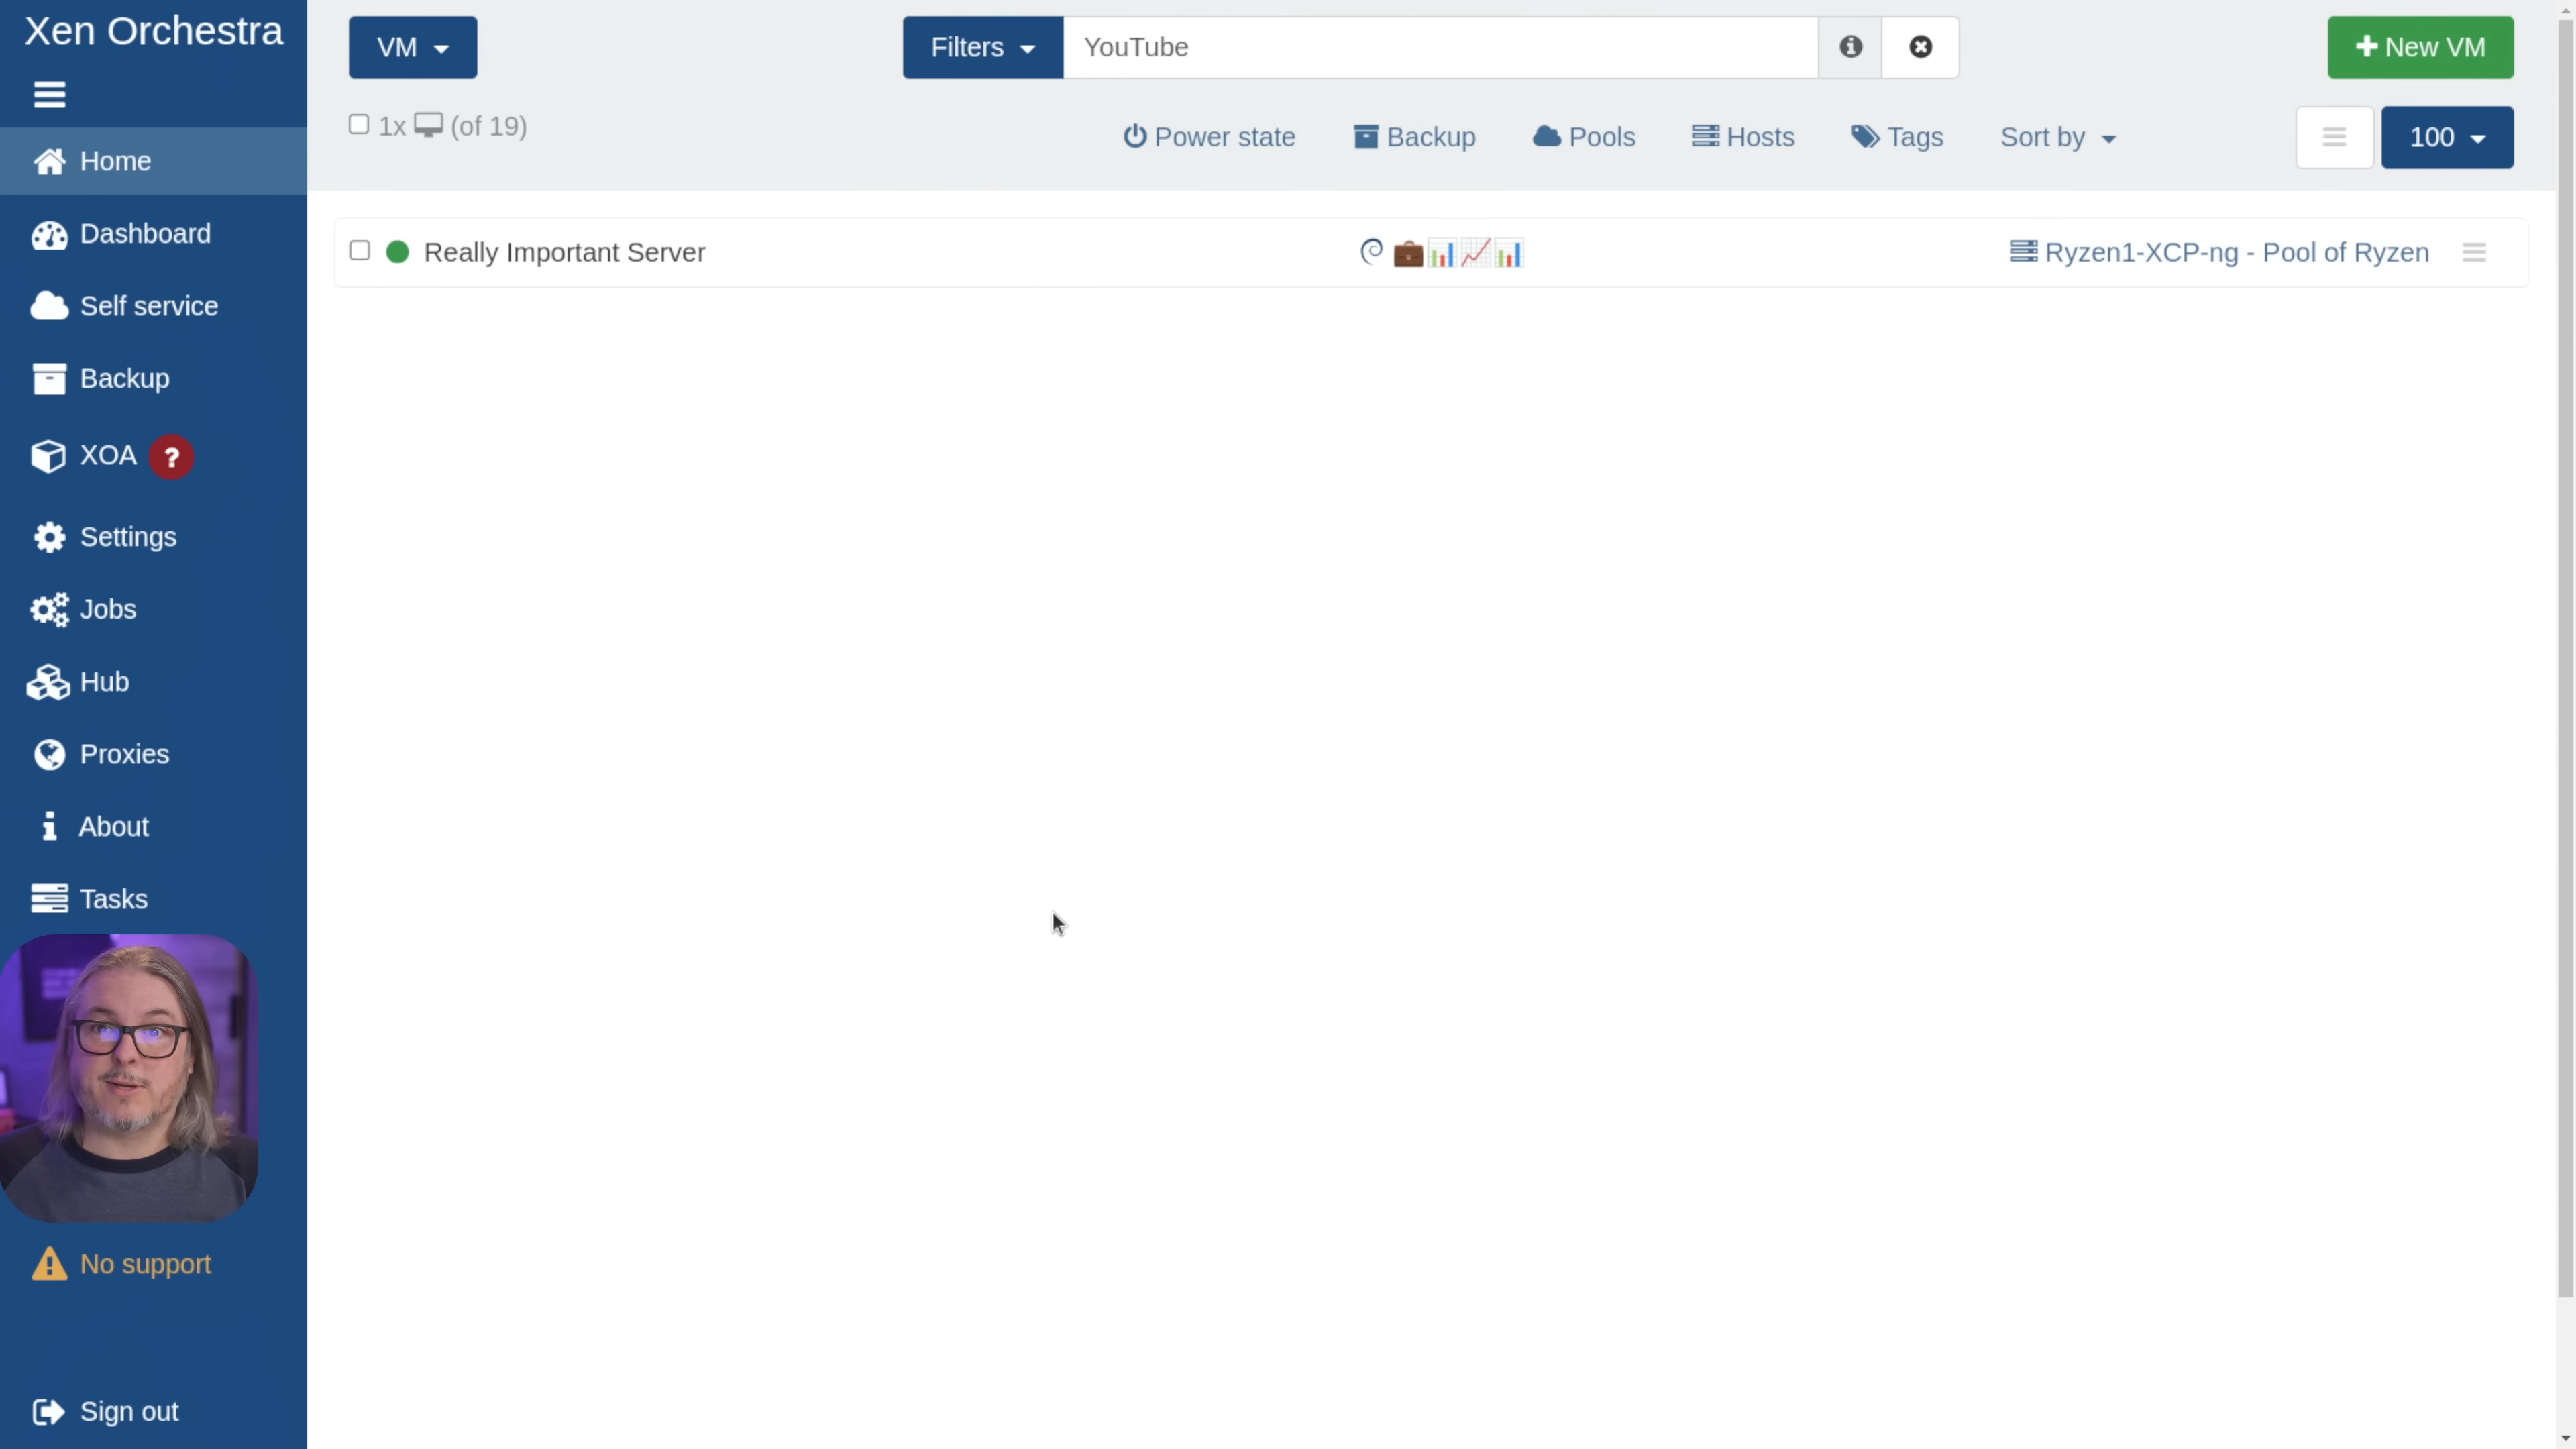 Xen Orchestra
VM
Filters
YouTube
New VM
1x (of 19)
Power state
Backup
Pools
Hosts
Tags
Sort by
100
Home
Dashboard
Self service
Backup
XOA ?
Settings
Jobs
Hub
Proxies
About
Tasks
No support
Sign out
Really Important Server
Ryzen1-XCP-ng - Pool of Ryzen